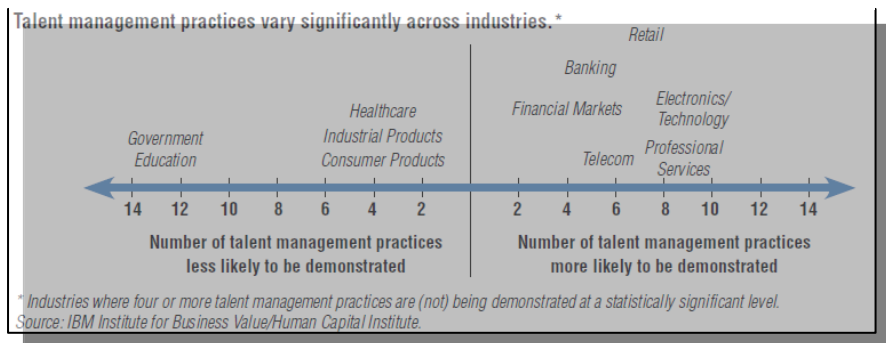 Talent management practices vary significantly across industries.*
Retail
Banking
Financial Markets
Electronics/
Technology
Healthcare
Industrial Products
Consumer Products
Government
Education
Telecom
Professional
Services
14 12 10 8 6 4 2 2 4 6 8 10 12 14
Number of talent management practices
less likely to be demonstrated
Number of talent management practices
more likely to be demonstrated
* Industries where four or more talent management practices are (not) being demonstrated at a statistically significant level.
Source: IBM Institute for Business Value/Human Capital Institute.